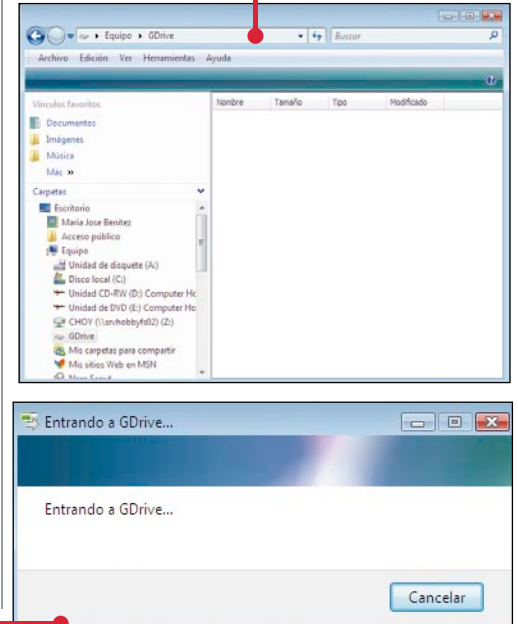 Equipo GDrive Buscar
Archivo Edición Ver Herramientas Ayuda
Vínculos favoritos
Documentos
Imágenes
Música
Más
Carpetas
Escritorio
Maria Jose Benitez
Acceso público
Equipo
Unidad de disquete (A:)
Disco local (C:)
Unidad CD-RW (D:) Computer Ho
Unidad de DVD (E:) Computer Ho
CHOY (\\srvhobbyfs02) (Z:)
GDrive
Mis carpetas para compartir
Mis sitios Web en MSN
Nero Scout
Nombre Tamaño Tipo Modificado
Entrando a GDrive...
Entrando a GDrive...
Cancelar